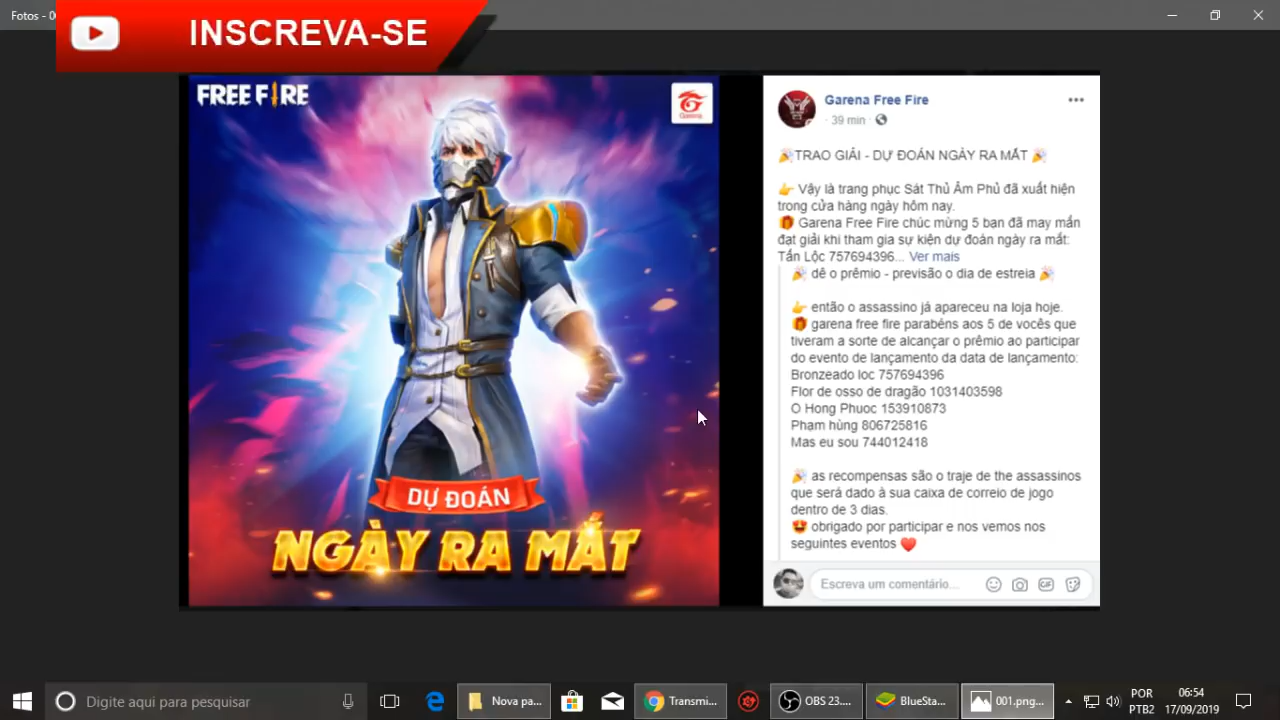 Fotos - 00
INSCREVA-SE
FREE FIRE
Garena
Garena Free Fire
· 39 min ·
🎉TRAO GIẢI - DỰ ĐOÁN NGÀY RA MẮT 🎉
👉 Vậy là trang phục Sát Thủ Âm Phủ đã xuất hiện
trong cửa hàng ngày hôm nay.
🎁 Garena Free Fire chúc mừng 5 bạn đã may mắn
đạt giải khi tham gia sự kiện dự đoán ngày ra mắt:
Tấn Lộc 757694396... Ver mais
🎉 dê o prêmio - previsão o dia de estreia 🎉
👉 então o assassino já apareceu na loja hoje.
🎁 garena free fire parabéns aos 5 de vocês que
tiveram a sorte de alcançar o prêmio ao participar
do evento de lançamento da data de lançamento:
Bronzeado loc 757694396
Flor de osso de dragão 1031403598
O Hong Phuoc 153910873
Phạm hùng 806725816
Mas eu sou 744012418
🎉 as recompensas são o traje de the assassinos
que será dado à sua caixa de correio de jogo
dentro de 3 dias.
🤩 obrigado por participar e nos vemos nos
seguintes eventos ❤️
Escreva um comentário...
GIF
DỰ ĐOÁN
NGÀY RA MẮT
Digite aqui para pesquisar
Nova pa...
Transmi...
OBS 23....
BlueSta...
001.png...
POR
PTB2
06:54
17/09/2019